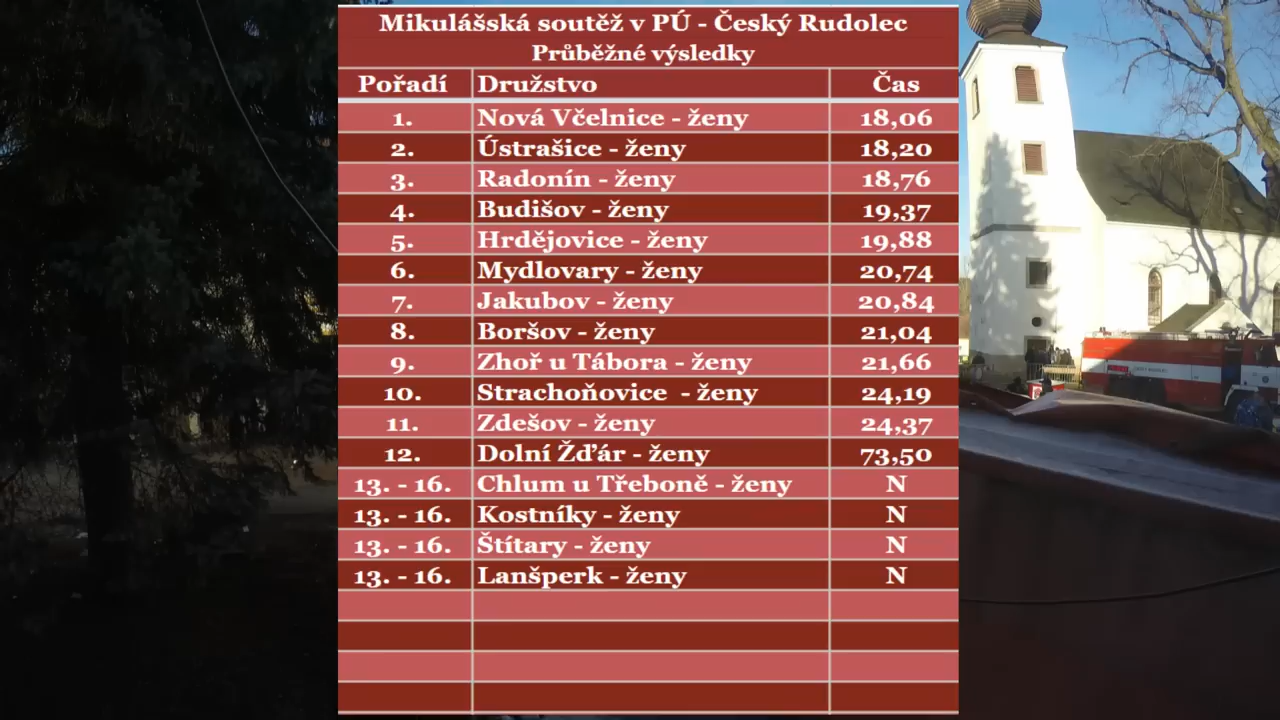 Mikulášská soutěž v PÚ - Český Rudolec
Průběžné výsledky
Pořadí Družstvo Čas
1. Nová Včelnice - ženy 18,06
2. Ústrašice - ženy 18,20
3. Radonín - ženy 18,76
4. Budišov - ženy 19,37
5. Hrdějovice - ženy 19,88
6. Mydlovary - ženy 20,74
7. Jakubov - ženy 20,84
8. Boršov - ženy 21,04
9. Zhoř u Tábora - ženy 21,66
10. Strachoňovice - ženy 24,19
11. Zdešov - ženy 24,37
12. Dolní Žďár - ženy 73,50
13. - 16. Chlum u Třeboně - ženy N
13. - 16. Kostníky - ženy N
13. - 16. Štítary - ženy N
13. - 16. Lanšperk - ženy N